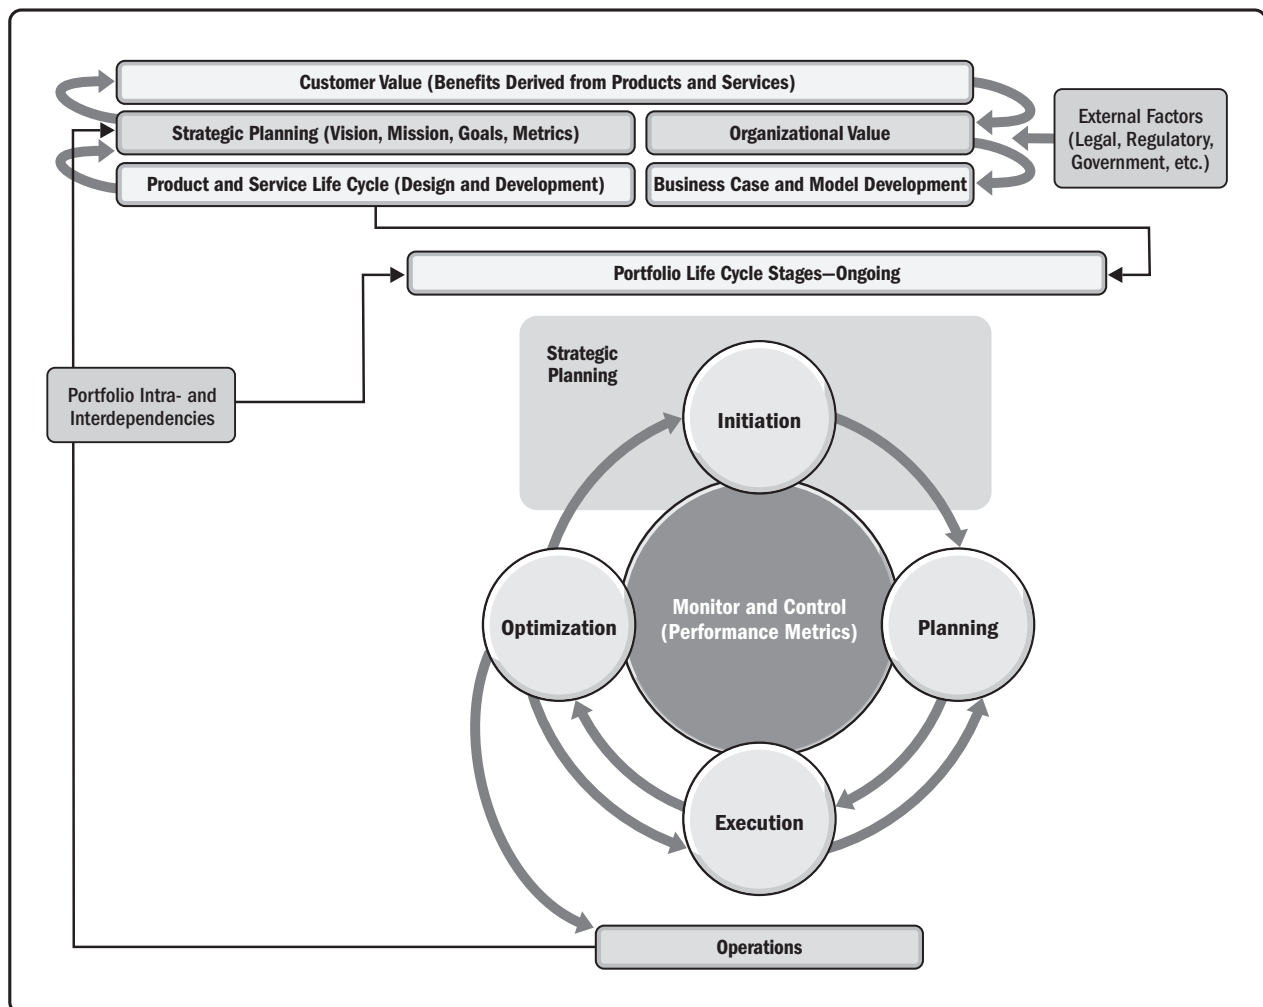 Customer Value (Benefits Derived from Products and Services)
Strategic Planning (Vision, Mission, Goals, Metrics)
Organizational Value
External Factors
(Legal, Regulatory,
Government, etc.)
Product and Service Life Cycle (Design and Development)
Business Case and Model Development
Portfolio Life Cycle Stages—Ongoing
Strategic
Planning
Portfolio Intra- and
Interdependencies
Initiation
Optimization
Monitor and Control
(Performance Metrics)
Planning
Execution
Operations